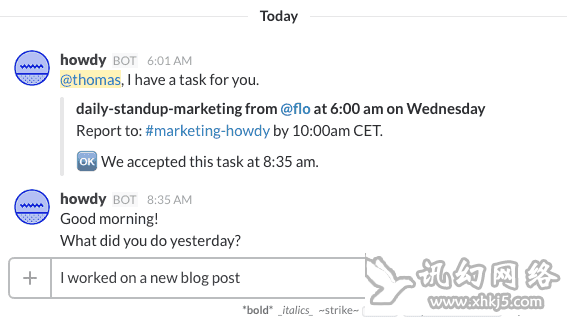 Today
howdy BOT 6:01 AM
@thomas, I have a task for you.
daily-standup-marketing from @flo at 6:00 am on Wednesday
Report to: #marketing-howdy by 10:00am CET.
OK We accepted this task at 8:35 am.
howdy BOT 8:35 AM
Good morning!
What did you do yesterday?
+ I worked on a new blog post
*bold* _italics_ ~strike~
讯幻网络
www.xhkj5.com